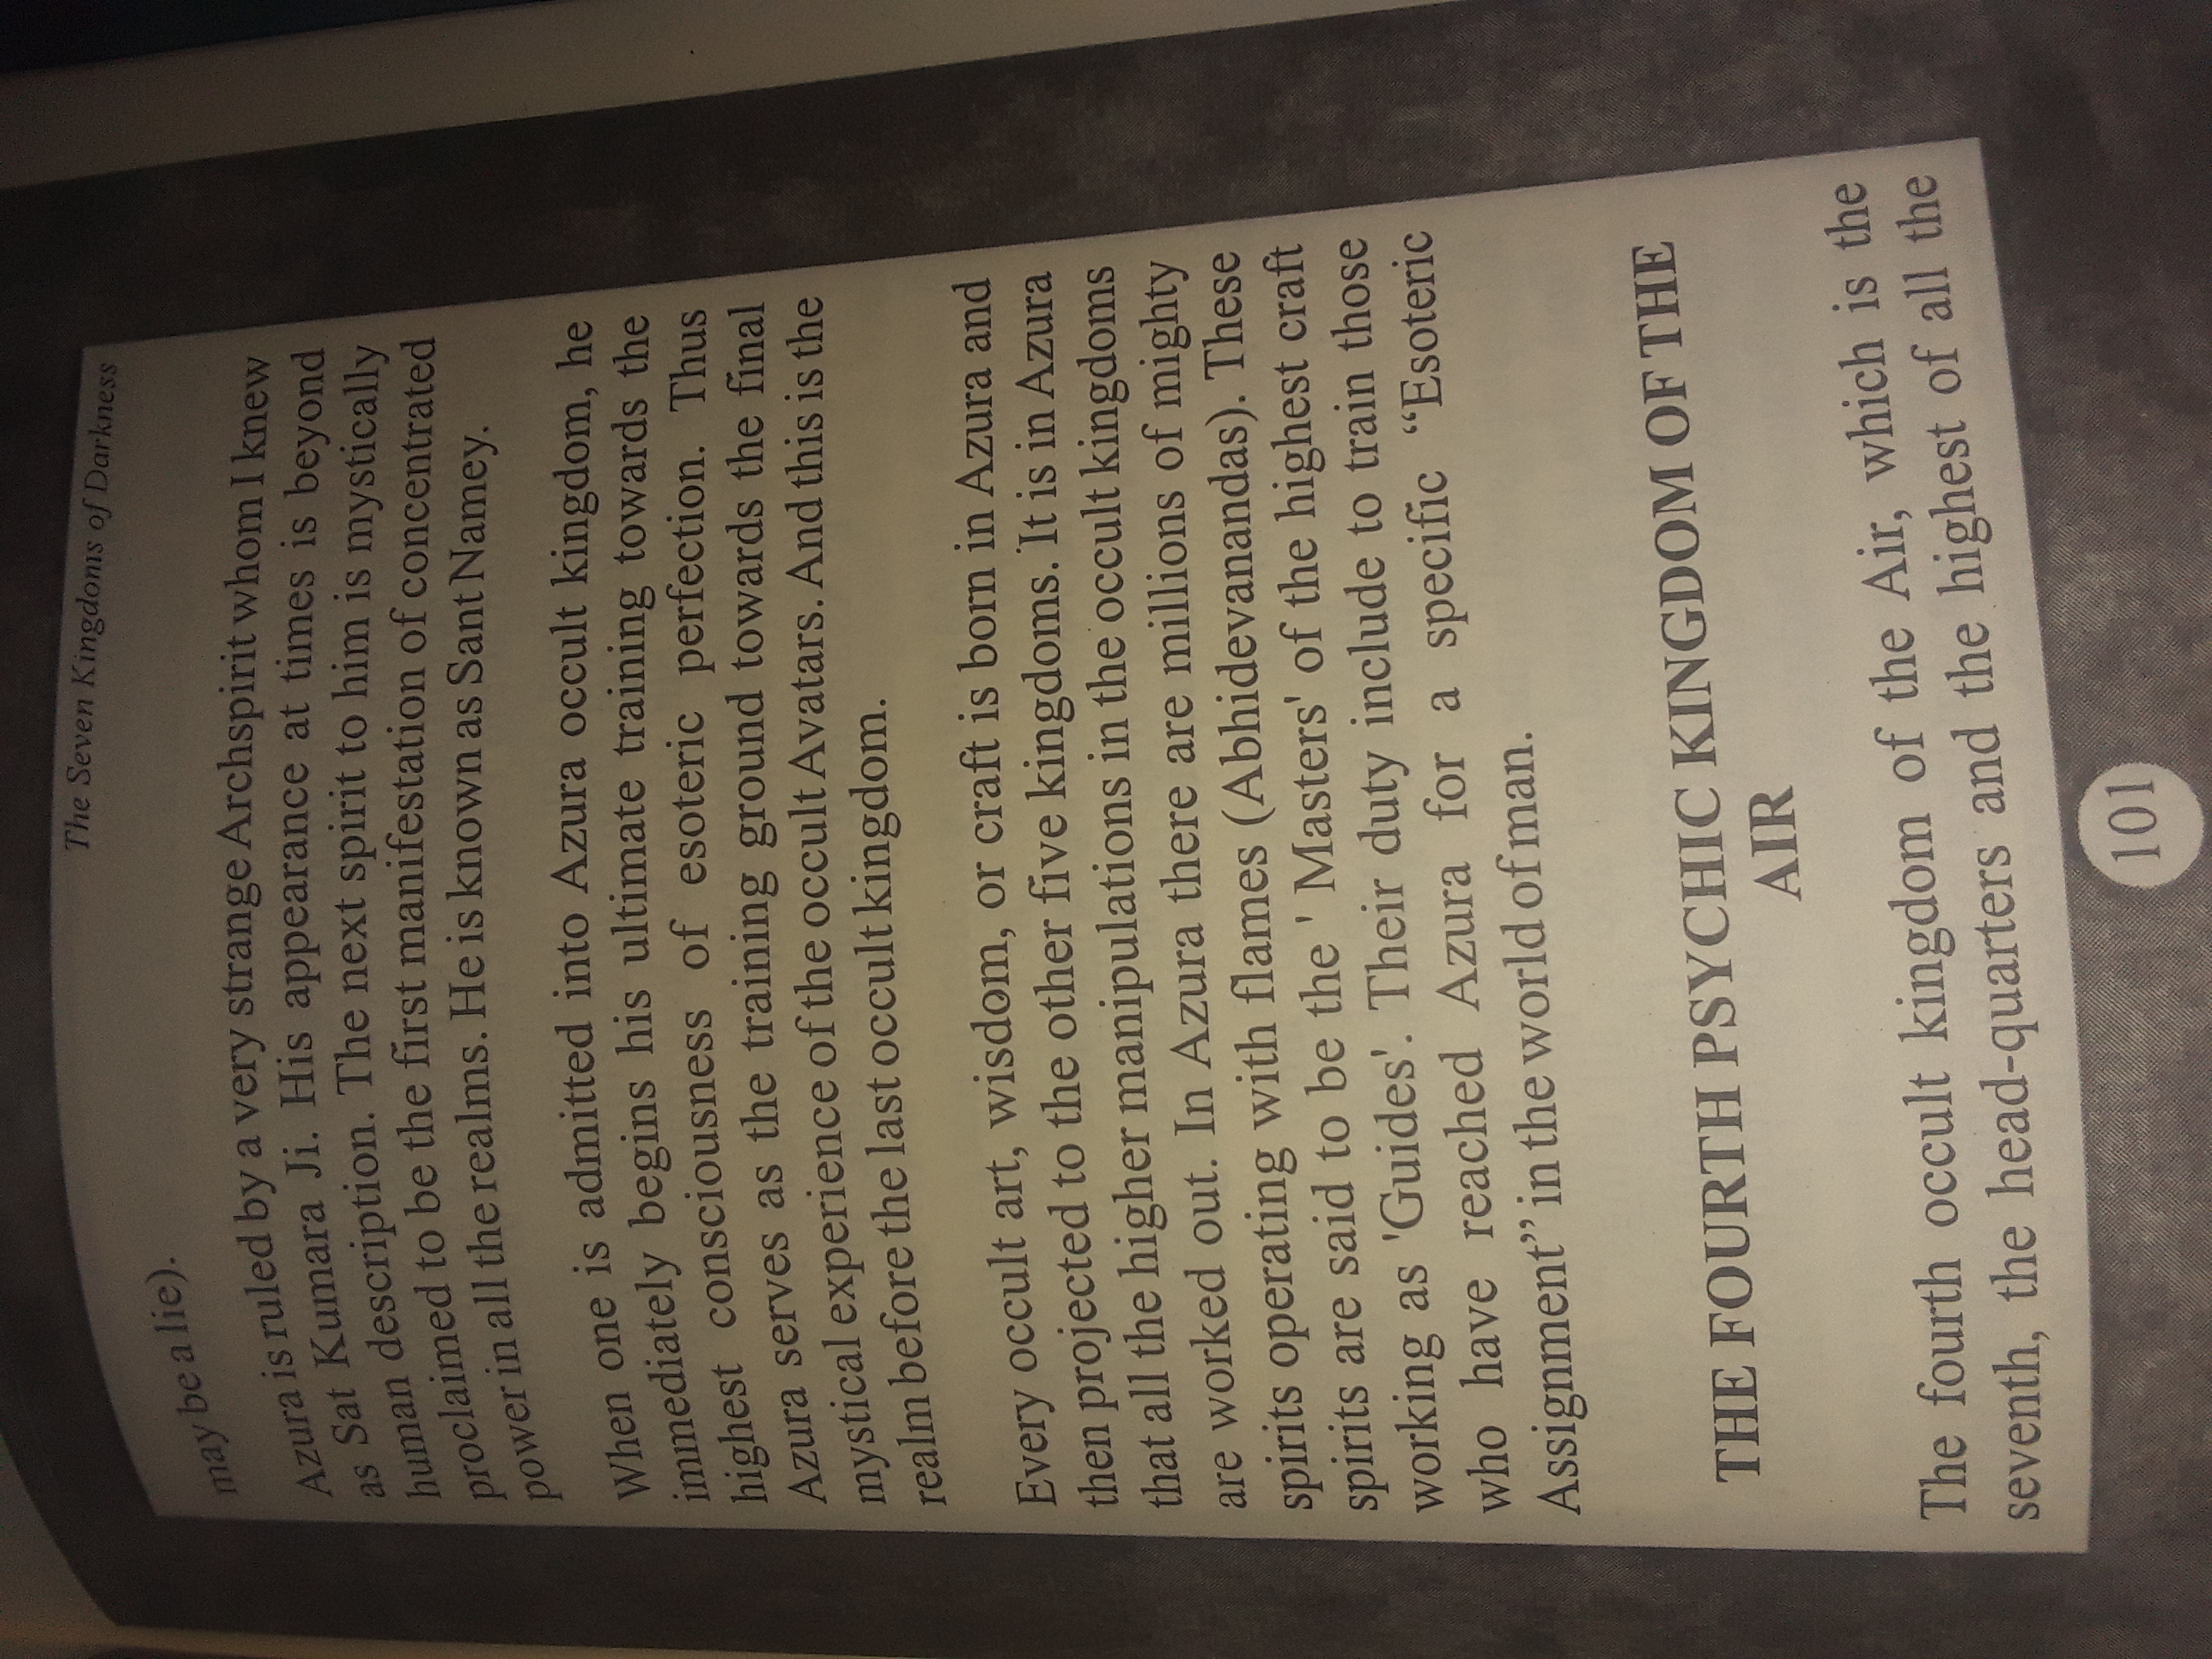 The Seven Kingdoms of Darkness
may be a lie).
Azura is ruled by a very strange Archspirit whom I knew
as Sat Kumara Ji. His appearance at times is beyond
human description. The next spirit to him is mystically
proclaimed to be the first manifestation of concentrated
power in all the realms. He is known as Sant Namey.
When one is admitted into Azura occult kingdom, he
immediately begins his ultimate training towards the
highest consciousness of esoteric perfection. Thus
Azura serves as the training ground towards the final
mystical experience of the occult Avatars. And this is the
realm before the last occult kingdom.
Every occult art, wisdom, or craft is born in Azura and
then projected to the other five kingdoms. It is in Azura
that all the higher manipulations in the occult kingdoms
are worked out. In Azura there are millions of mighty
spirits operating with flames (Abhidevanandas). These
spirits are said to be the ' Masters' of the highest craft
working as 'Guides'. Their duty include to train those
who have reached Azura for a specific “Esoteric
Assignment” in the world of man.
THE FOURTH PSYCHIC KINGDOM OF THE
AIR
The fourth occult kingdom of the Air, which is the
seventh, the head-quarters and the highest of all the
101